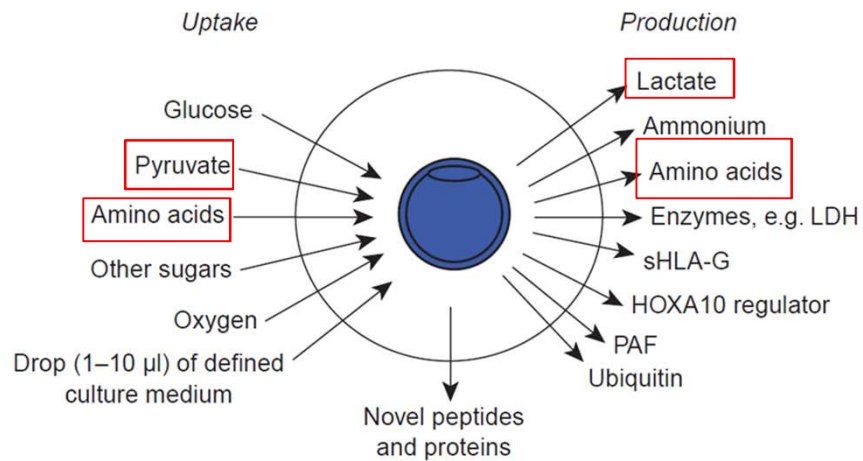 Uptake
Production
Glucose
Pyruvate
Amino acids
Other sugars
Oxygen
Drop (1–10 µl) of defined
culture medium
Lactate
Ammonium
Amino acids
Enzymes, e.g. LDH
sHLA-G
HOXA10 regulator
PAF
Ubiquitin
Novel peptides
and proteins